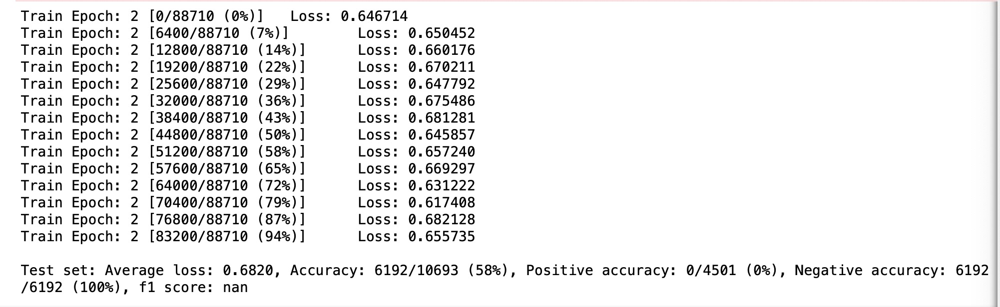 Train Epoch: 2 [0/88710 (0%)]	Loss: 0.646714
Train Epoch: 2 [6400/88710 (7%)]	Loss: 0.650452
Train Epoch: 2 [12800/88710 (14%)]	Loss: 0.660176
Train Epoch: 2 [19200/88710 (22%)]	Loss: 0.670211
Train Epoch: 2 [25600/88710 (29%)]	Loss: 0.647792
Train Epoch: 2 [32000/88710 (36%)]	Loss: 0.675486
Train Epoch: 2 [38400/88710 (43%)]	Loss: 0.681281
Train Epoch: 2 [44800/88710 (50%)]	Loss: 0.645857
Train Epoch: 2 [51200/88710 (58%)]	Loss: 0.657240
Train Epoch: 2 [57600/88710 (65%)]	Loss: 0.669297
Train Epoch: 2 [64000/88710 (72%)]	Loss: 0.631222
Train Epoch: 2 [70400/88710 (79%)]	Loss: 0.617408
Train Epoch: 2 [76800/88710 (87%)]	Loss: 0.682128
Train Epoch: 2 [83200/88710 (94%)]	Loss: 0.655735
Test set: Average loss: 0.6820, Accuracy: 6192/10693 (58%), Positive accuracy: 0/4501 (0%), Negative accuracy: 6192
/6192 (100%), f1 score: nan